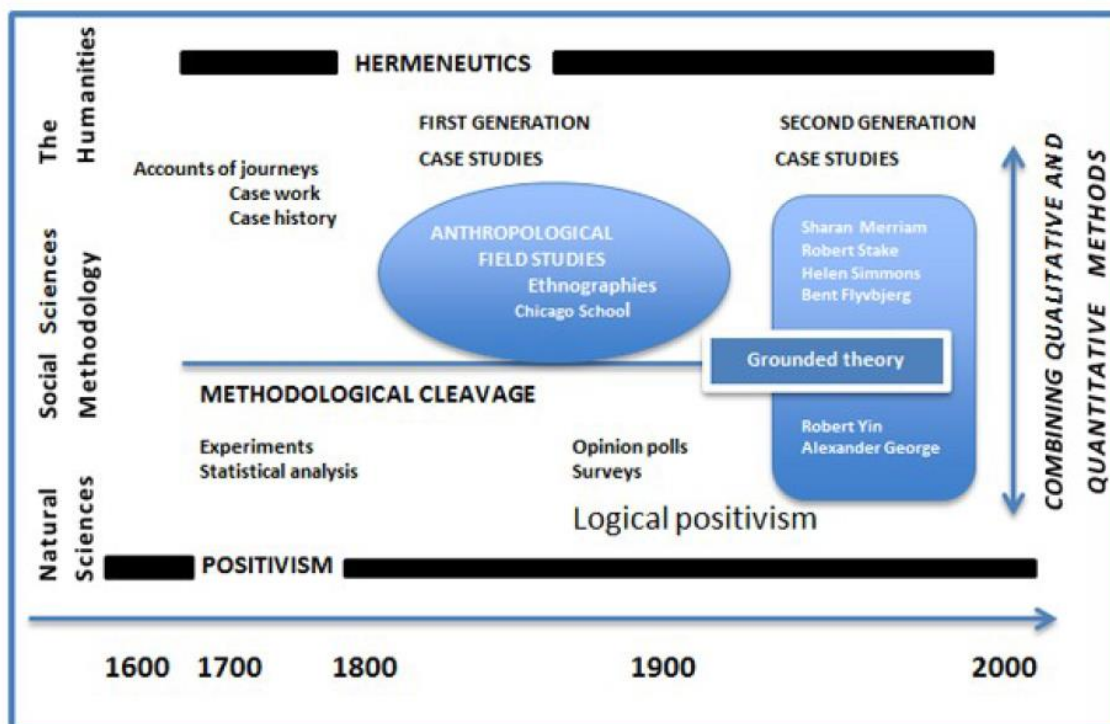 The
Humanities
Social Sciences
Methodology
Natural
Sciences
HERMENEUTICS
FIRST GENERATION
CASE STUDIES
SECOND GENERATION
CASE STUDIES
Accounts of journeys
Case work
Case history
ANTHROPOLOGICAL
FIELD STUDIES
Ethnographies
Chicago School
Sharan Merriam
Robert Stake
Helen Simmons
Bent Flyvbjerg
Grounded theory
METHODOLOGICAL CLEAVAGE
Experiments
Statistical analysis
Opinion polls
Surveys
Robert Yin
Alexander George
Logical positivism
POSITIVISM
COMBINING QUALITATIVE AND
QUANTITATIVE METHODS
1600 1700 1800 1900 2000